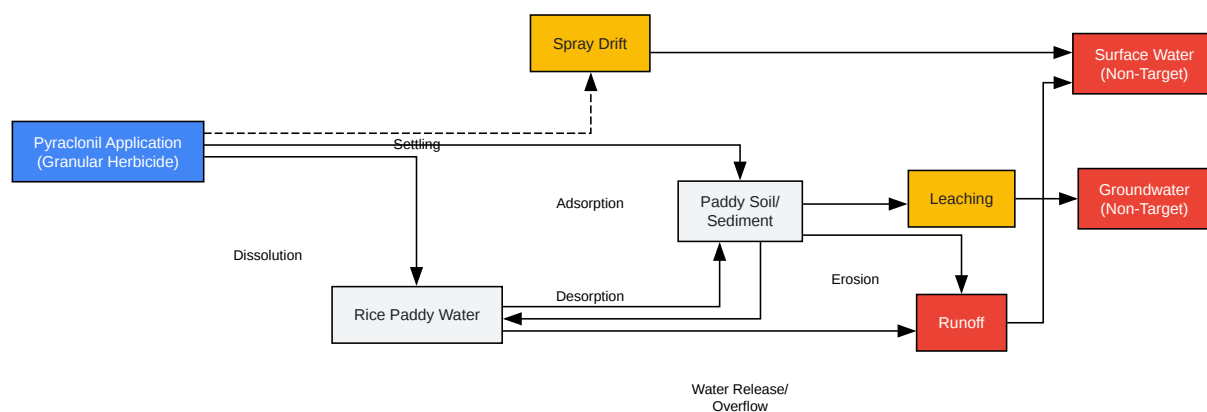 Spray Drift
Surface Water
(Non-Target)
Pyraclonil Application
(Granular Herbicide)
Settling
Paddy Soil/
Sediment
Leaching
Groundwater
(Non-Target)
Adsorption
Dissolution
Erosion
Desorption
Rice Paddy Water
Runoff
Water Release/
Overflow